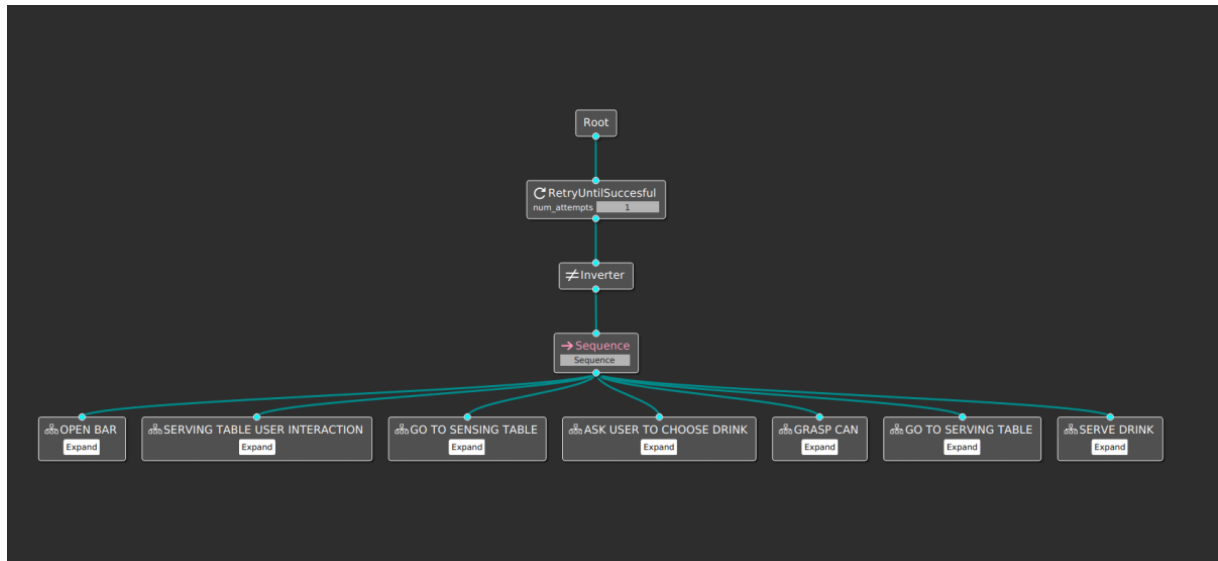 Root
RetryUntilSuccesful
num_attempts 1
Inverter
Sequence
Sequence
OPEN BAR
Expand
SERVING TABLE USER INTERACTION
Expand
GO TO SENSING TABLE
Expand
ASK USER TO CHOOSE DRINK
Expand
GRASP CAN
Expand
GO TO SERVING TABLE
Expand
SERVE DRINK
Expand